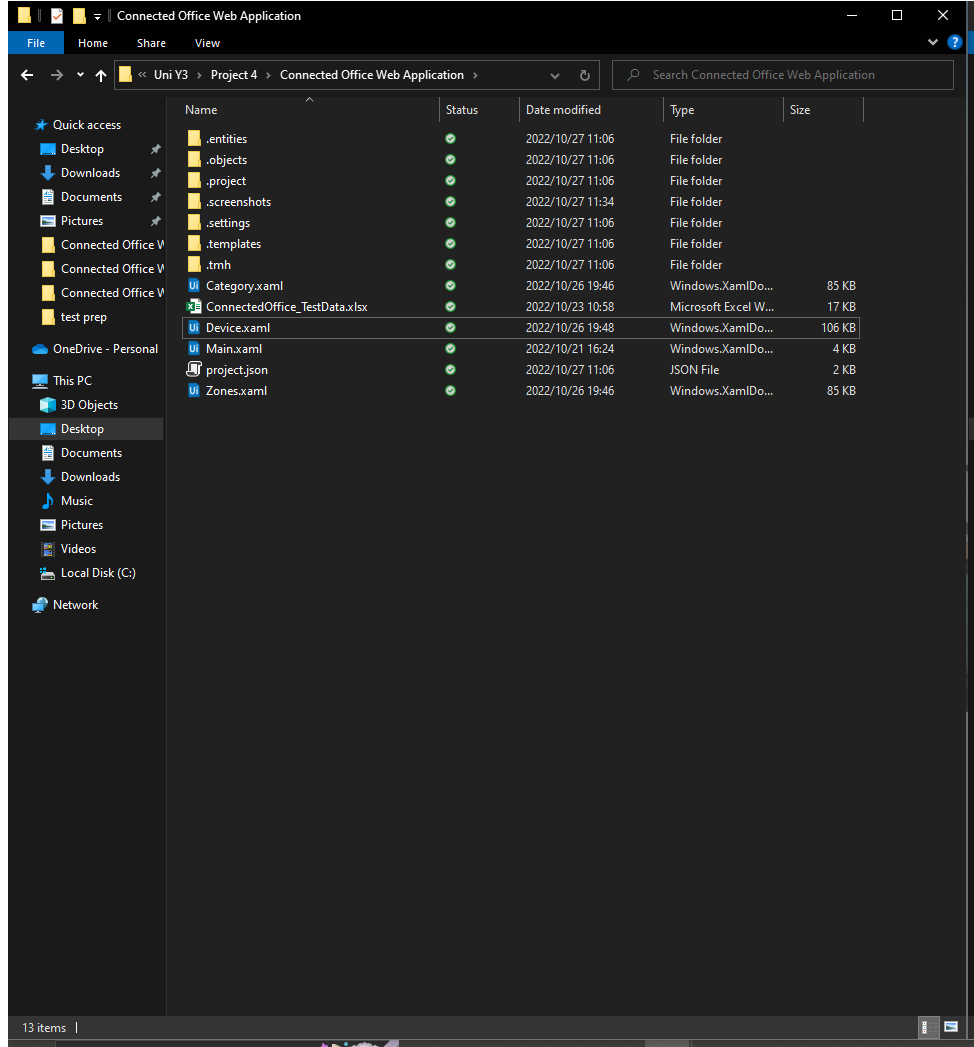 Connected Office Web Application
File Home Share View
Uni Y3 Project 4 Connected Office Web Application
Search Connected Office Web Application
Quick access
Desktop
Downloads
Documents
Pictures
Connected Office W
Connected Office W
Connected Office W
test prep
OneDrive - Personal
This PC
3D Objects
Desktop
Documents
Downloads
Music
Pictures
Videos
Local Disk (C:)
Network
Name Status Date modified Type Size
.entities 2022/10/27 11:06 File folder
.objects 2022/10/27 11:06 File folder
.project 2022/10/27 11:06 File folder
.screenshots 2022/10/27 11:34 File folder
.settings 2022/10/27 11:06 File folder
.templates 2022/10/27 11:06 File folder
.tmh 2022/10/27 11:06 File folder
Ui Category.xaml 2022/10/26 19:46 Windows.XamlDo... 85 KB
ConnectedOffice_TestData.xlsx 2022/10/23 10:58 Microsoft Excel W... 17 KB
Ui Device.xaml 2022/10/26 19:48 Windows.XamlDo... 106 KB
Ui Main.xaml 2022/10/21 16:24 Windows.XamlDo... 4 KB
project.json 2022/10/27 11:06 JSON File 2 KB
Ui Zones.xaml 2022/10/26 19:46 Windows.XamlDo... 85 KB
13 items